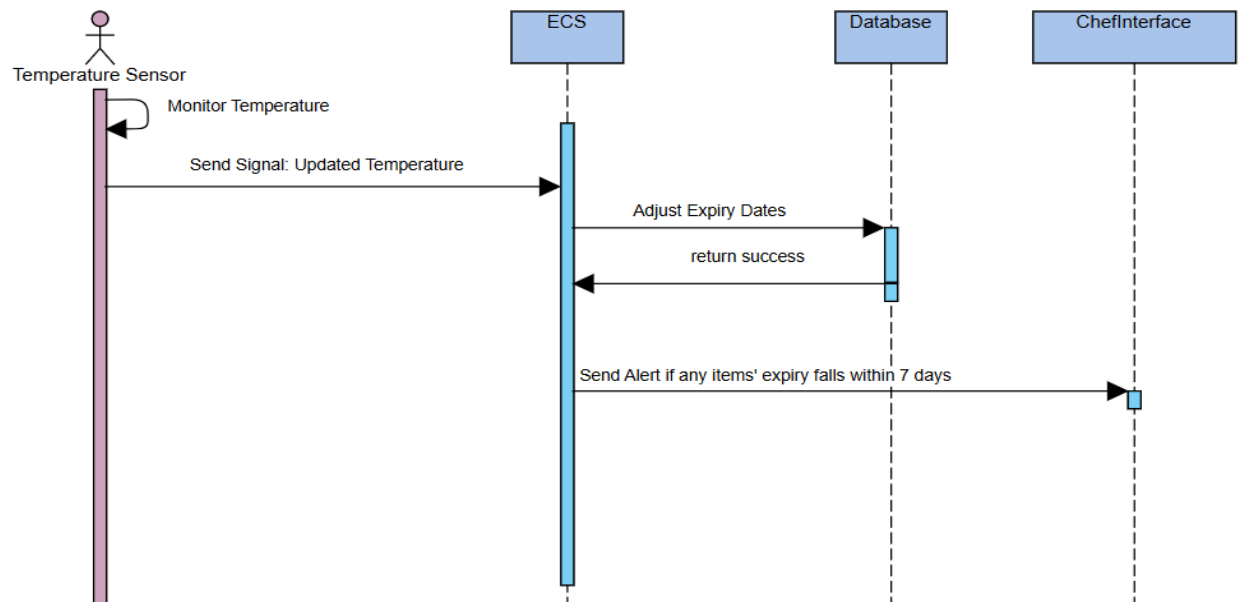 ECS
Database
ChefInterface
Temperature Sensor
Monitor Temperature
Send Signal: Updated Temperature
Adjust Expiry Dates
return success
Send Alert if any items' expiry falls within 7 days